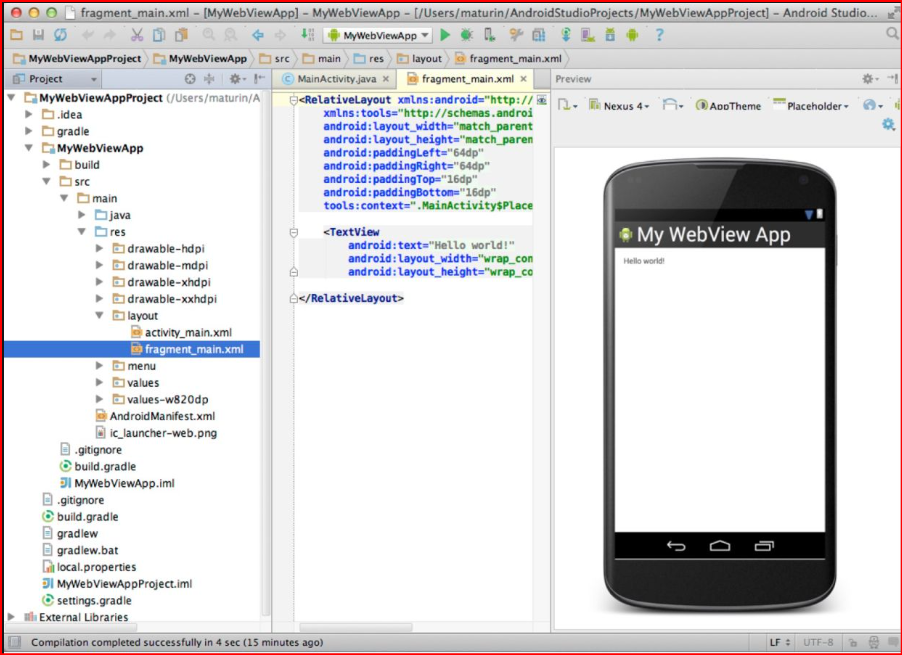 fragment_main.xml – [MyWebViewApp] – MyWebViewApp – [/Users/maturin/AndroidStudioProjects/MyWebViewAppProject] – Android Studio...
MyWebViewApp
?
MyWebViewAppProject MyWebViewApp src main res layout fragment_main.xml
Project
MyWebViewAppProject (/Users/maturin/A
.idea
gradle
MyWebViewApp
build
src
main
java
res
drawable-hdpi
drawable-mdpi
drawable-xhdpi
drawable-xxhdpi
layout
activity_main.xml
fragment_main.xml
menu
values
values-w820dp
AndroidManifest.xml
ic_launcher-web.png
.gitignore
build.gradle
MyWebViewApp.iml
.gitignore
build.gradle
gradlew
gradlew.bat
local.properties
MyWebViewAppProject.iml
settings.gradle
External Libraries
MainActivity.java × fragment_main.xml ×
<RelativeLayout xmlns:android="http://
xmlns:tools="http://schemas.androi
android:layout_width="match_parent
android:layout_height="match_paren
android:paddingLeft="64dp"
android:paddingRight="64dp"
android:paddingTop="16dp"
android:paddingBottom="16dp"
tools:context=".MainActivity$Place
<TextView
android:text="Hello world!"
android:layout_width="wrap_con
android:layout_height="wrap_co
</RelativeLayout>
Preview
Nexus 4 AppTheme Placeholder
My WebView App
Hello world!
Compilation completed successfully in 4 sec (15 minutes ago)
LF UTF-8